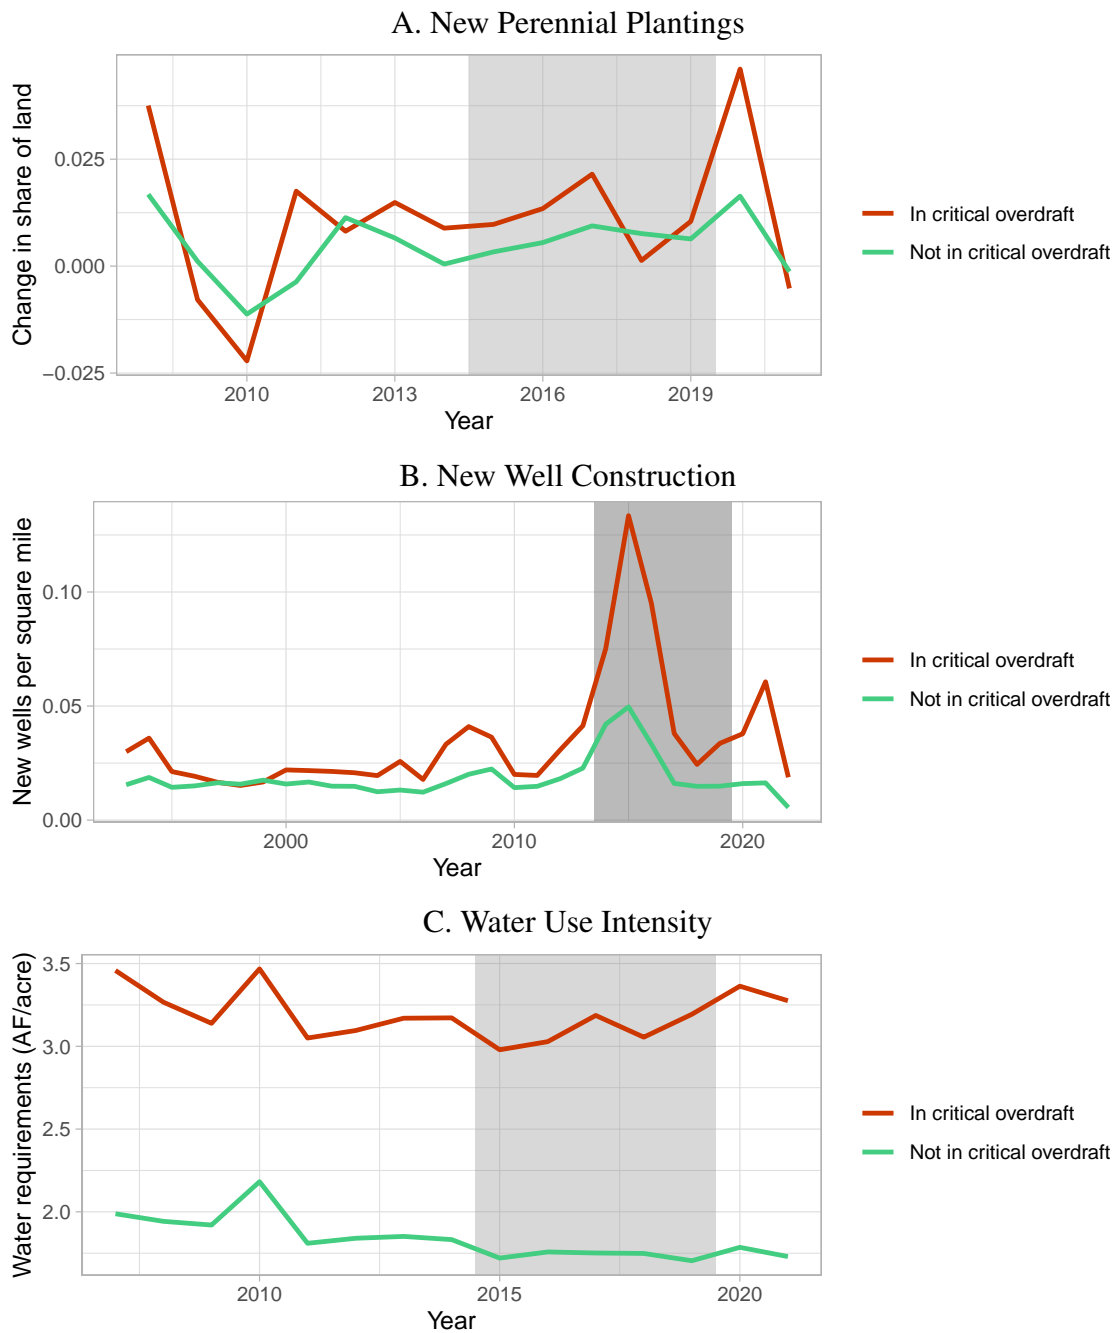 A. New Perennial Plantings
Change in share of land
0.025
0.000
−0.025
2010 2013 2016 2019
Year
In critical overdraft
Not in critical overdraft
B. New Well Construction
New wells per square mile
0.10
0.05
0.00
2000 2010 2020
Year
In critical overdraft
Not in critical overdraft
C. Water Use Intensity
Water requirements (AF/acre)
3.5
3.0
2.5
2.0
2010 2015 2020
Year
In critical overdraft
Not in critical overdraft